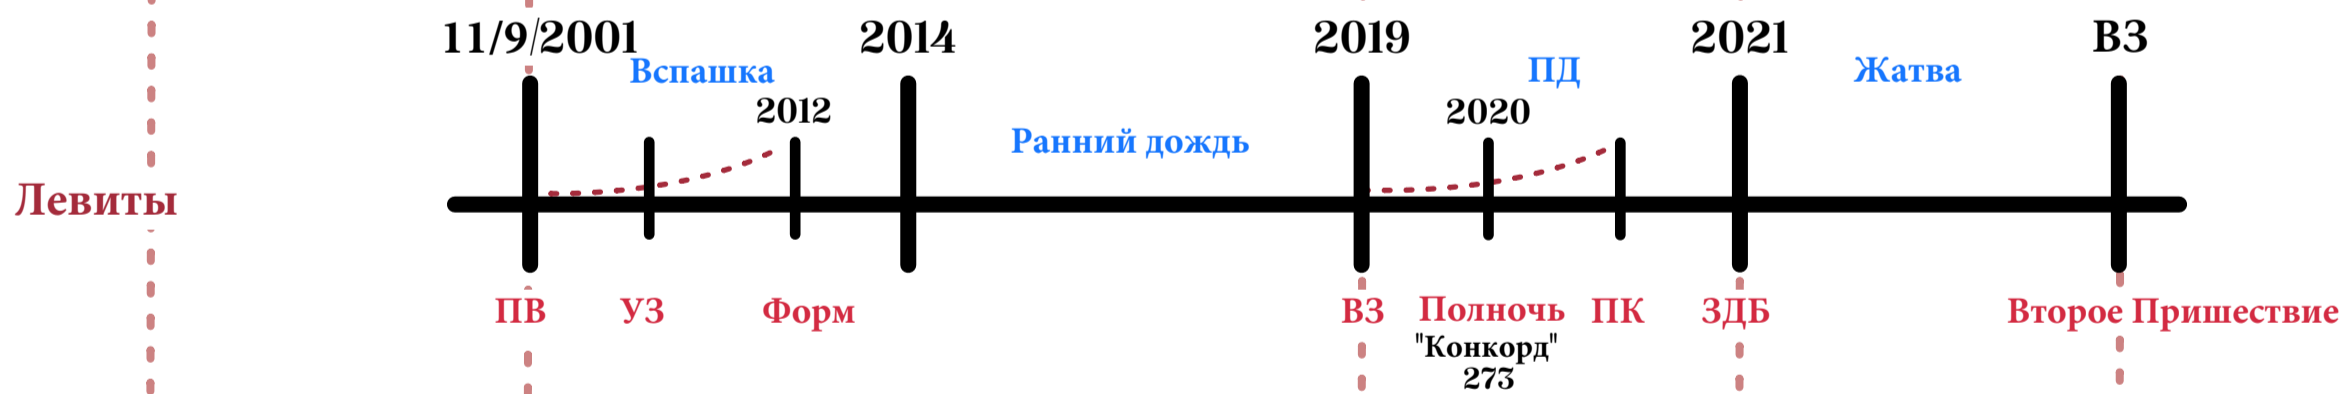 11/9/2001 2014 2019 2021 ВЗ
Вспашка ПД Жатва
2012 2020
Ранний дождь
Левиты
ПВ УЗ Форм ВЗ Полночь ПК ЗДБ Второе Пришествие
"Конкорд"
273